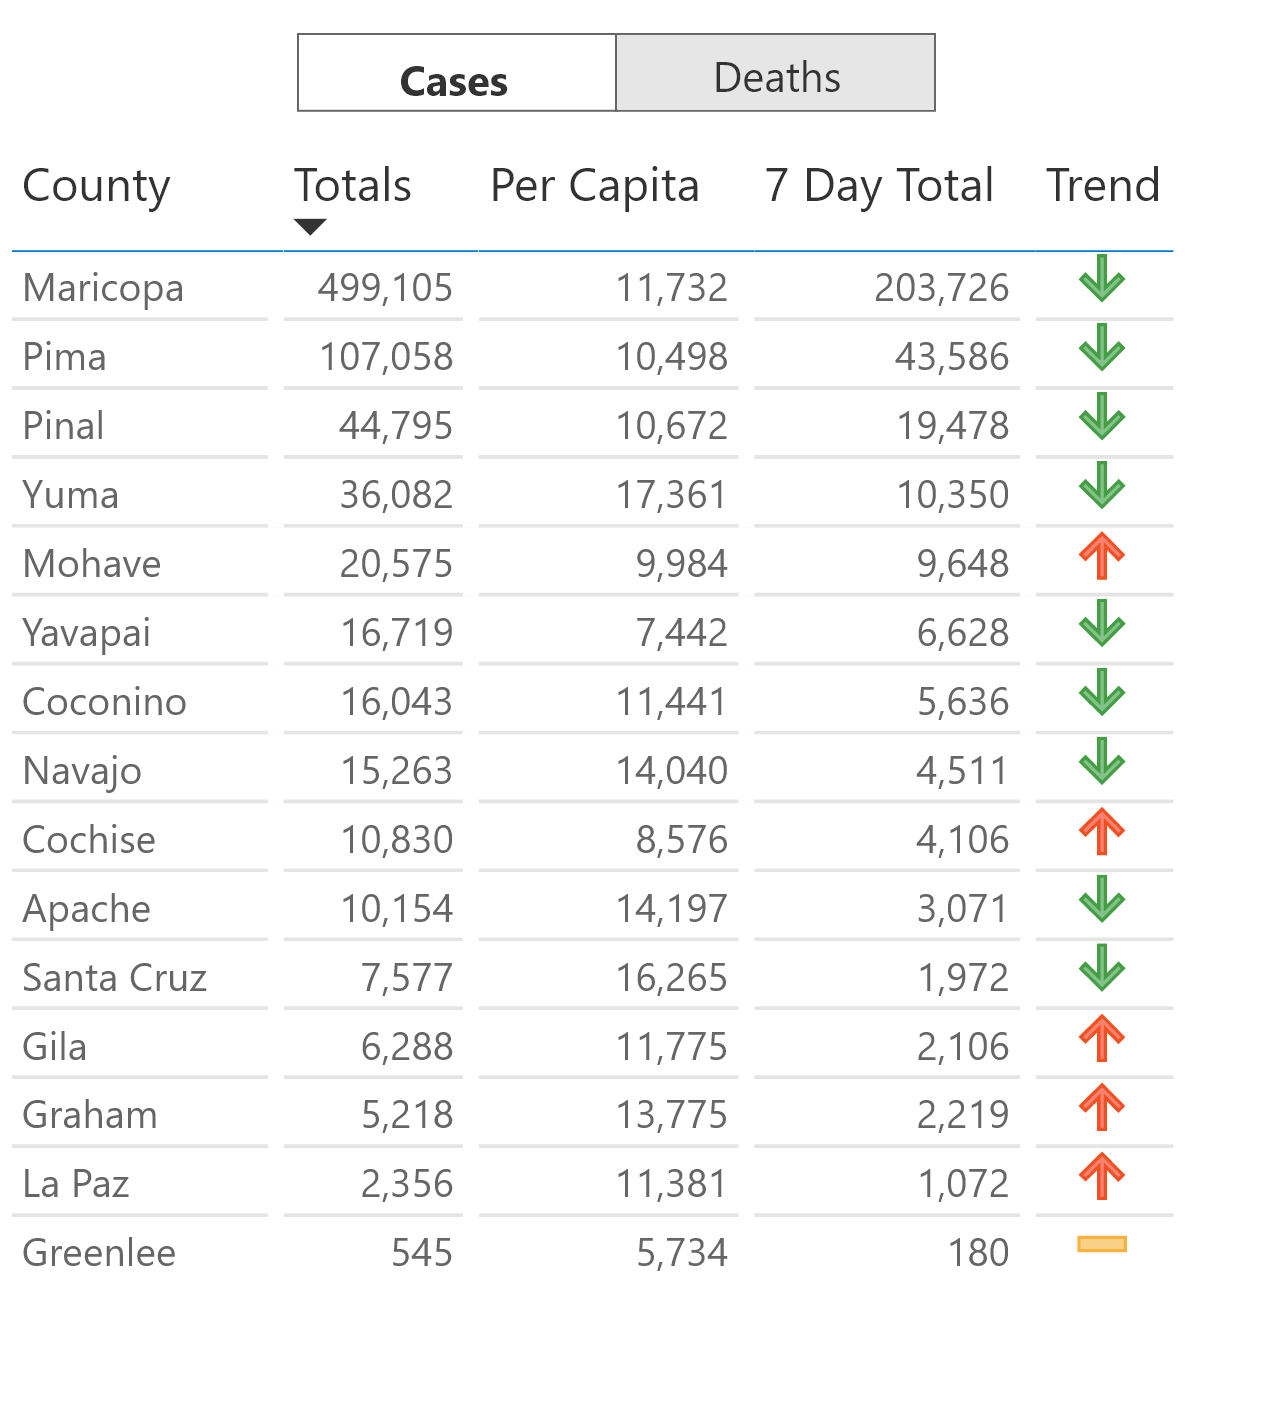 Cases Deaths
County Totals Per Capita 7 Day Total Trend
Maricopa 499,105 11,732 203,726
Pima 107,058 10,498 43,586
Pinal 44,795 10,672 19,478
Yuma 36,082 17,361 10,350
Mohave 20,575 9,984 9,648
Yavapai 16,719 7,442 6,628
Coconino 16,043 11,441 5,636
Navajo 15,263 14,040 4,511
Cochise 10,830 8,576 4,106
Apache 10,154 14,197 3,071
Santa Cruz 7,577 16,265 1,972
Gila 6,288 11,775 2,106
Graham 5,218 13,775 2,219
La Paz 2,356 11,381 1,072
Greenlee 545 5,734 180